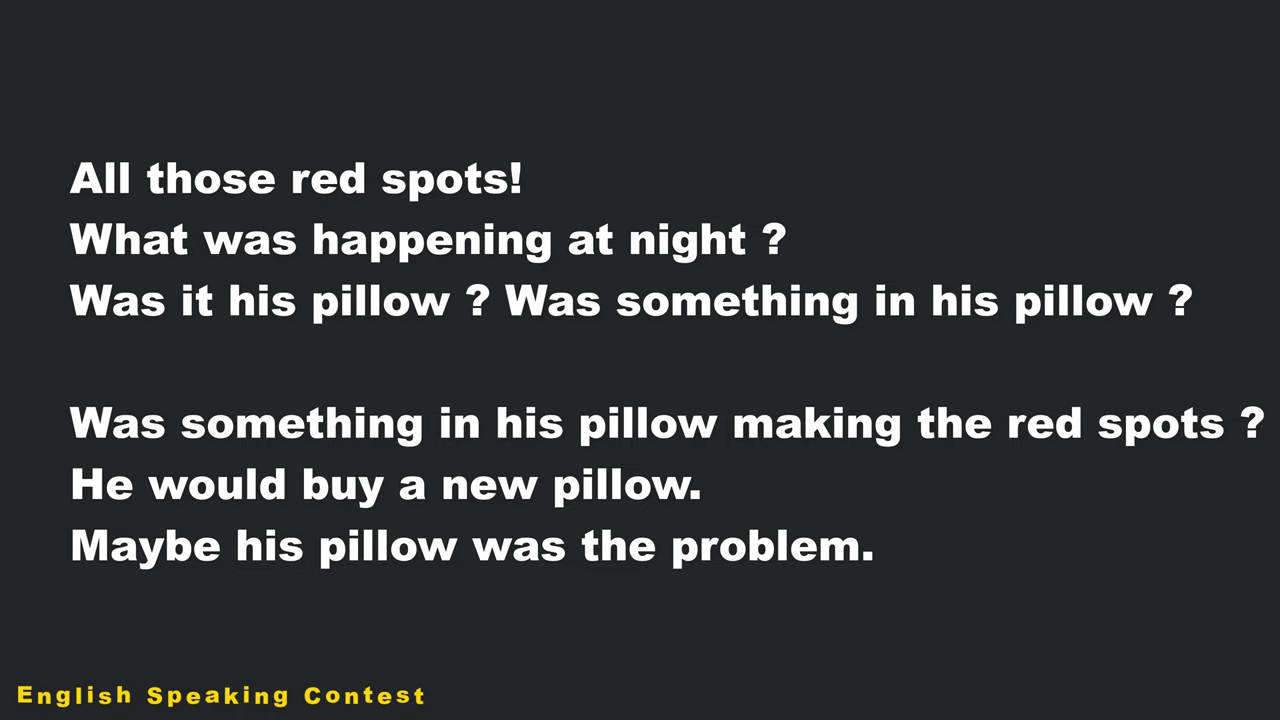 All those red spots!
What was happening at night ?
Was it his pillow ? Was something in his pillow ?
Was something in his pillow making the red spots ?
He would buy a new pillow.
Maybe his pillow was the problem.
English Speaking Contest